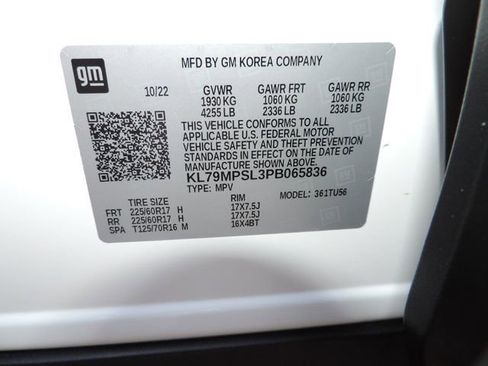 MFD BY GM KOREA COMPANY
gm
10/22 GVWR GAWR FRT GAWR RR
1930 KG 1060 KG 1060 KG
4255 LB 2336 LB 2336 LB
THIS VEHICLE CONFORMS TO ALL
APPLICABLE U.S. FEDERAL MOTOR
VEHICLE SAFETY AND THEFT PREVENTION
STANDARDS IN EFFECT ON THE DATE OF
MANUFACTURE SHOWN ABOVE.
KL79MPSL3PB065836
TYPE: MPV MODEL: 361TU56
TIRE SIZE RIM
FRT 225/60R17 H 17X7.5J
RR 225/60R17 H 17X7.5J
SPA T125/70R16 M 16X4BT